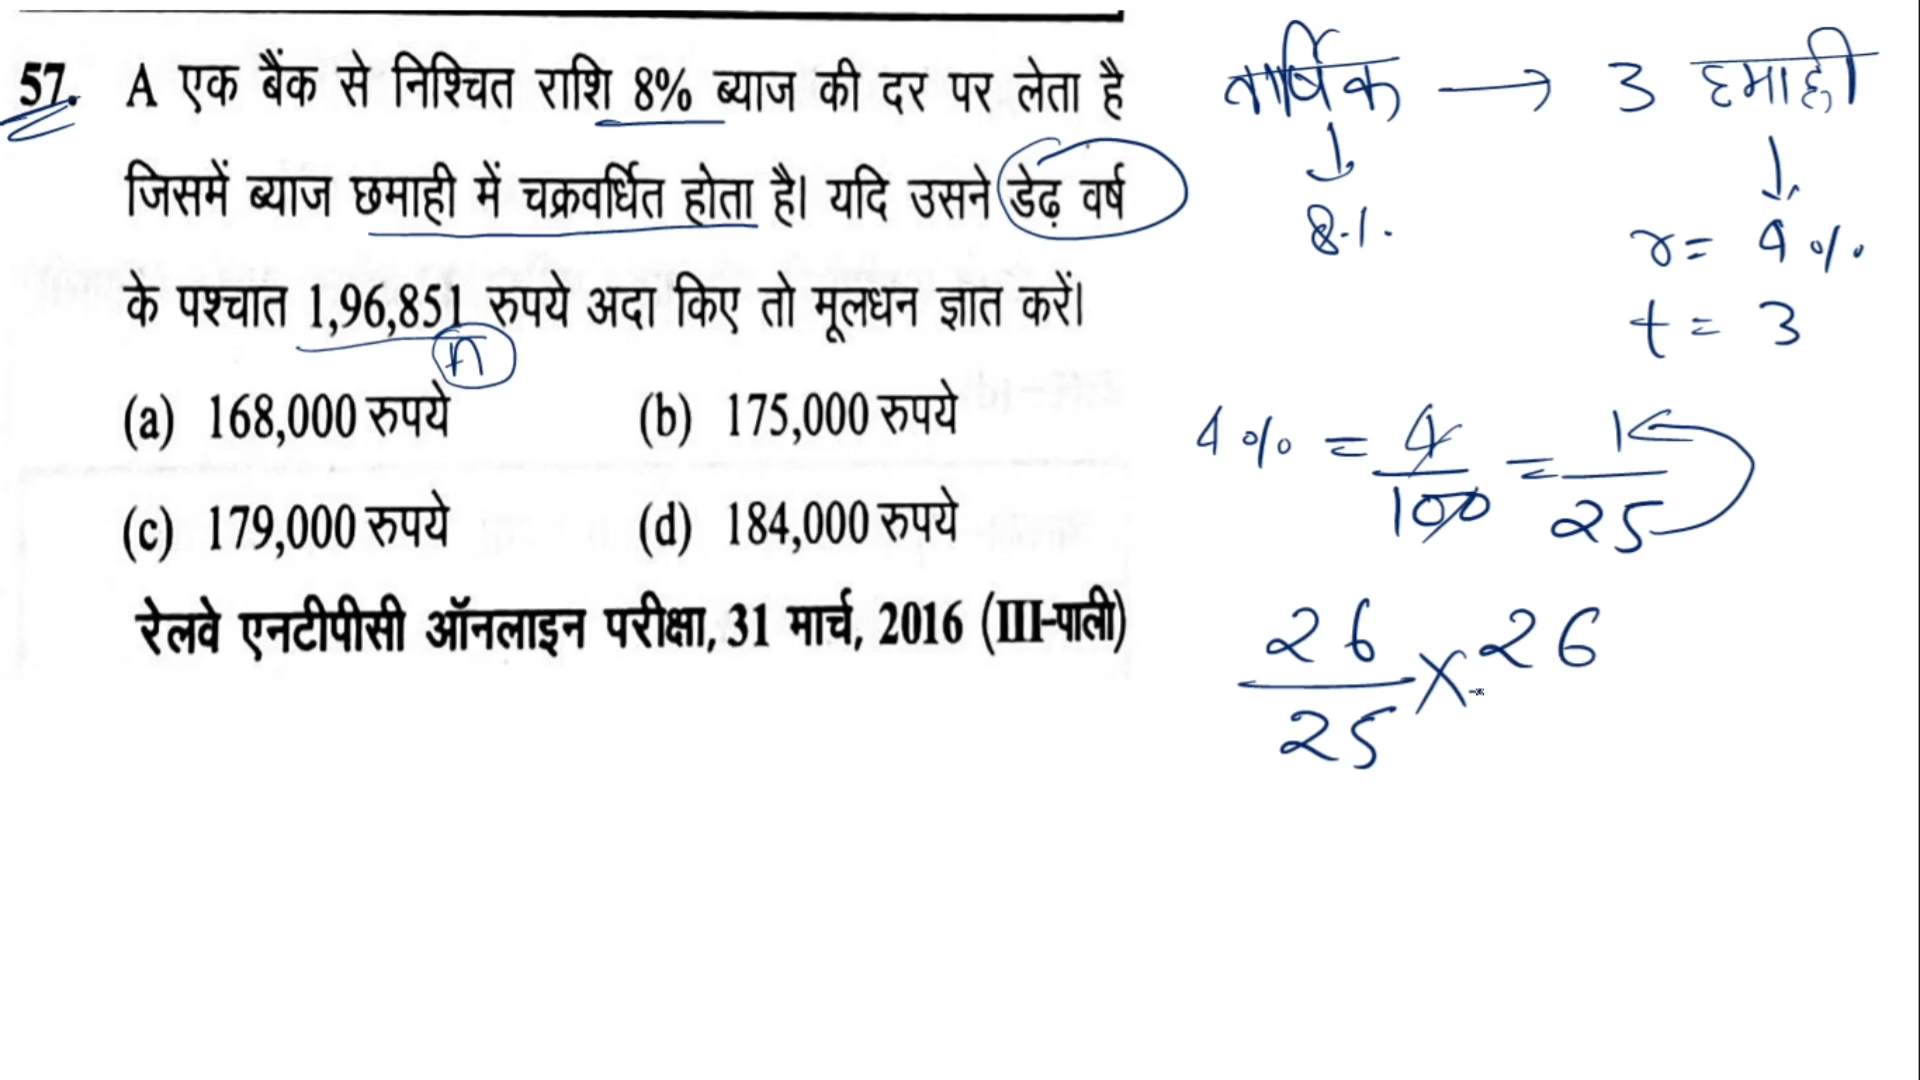 57. A एक बैंक से निश्चित राशि 8% ब्याज की दर पर लेता है
जिसमें ब्याज छमाही में चक्रवर्धित होता है। यदि उसने डेढ़ वर्ष
के पश्चात 1,96,851 रुपये अदा किए तो मूलधन ज्ञात करें।
(a) 168,000 रुपये (b) 175,000 रुपये
(c) 179,000 रुपये (d) 184,000 रुपये
रेलवे एनटीपीसी ऑनलाइन परीक्षा, 31 मार्च, 2016 (III-पाली)
वार्षिक → 3 छमाही
8%
r = 4%
t = 3
4% = 4/100 = 1/25
26/25 × 26